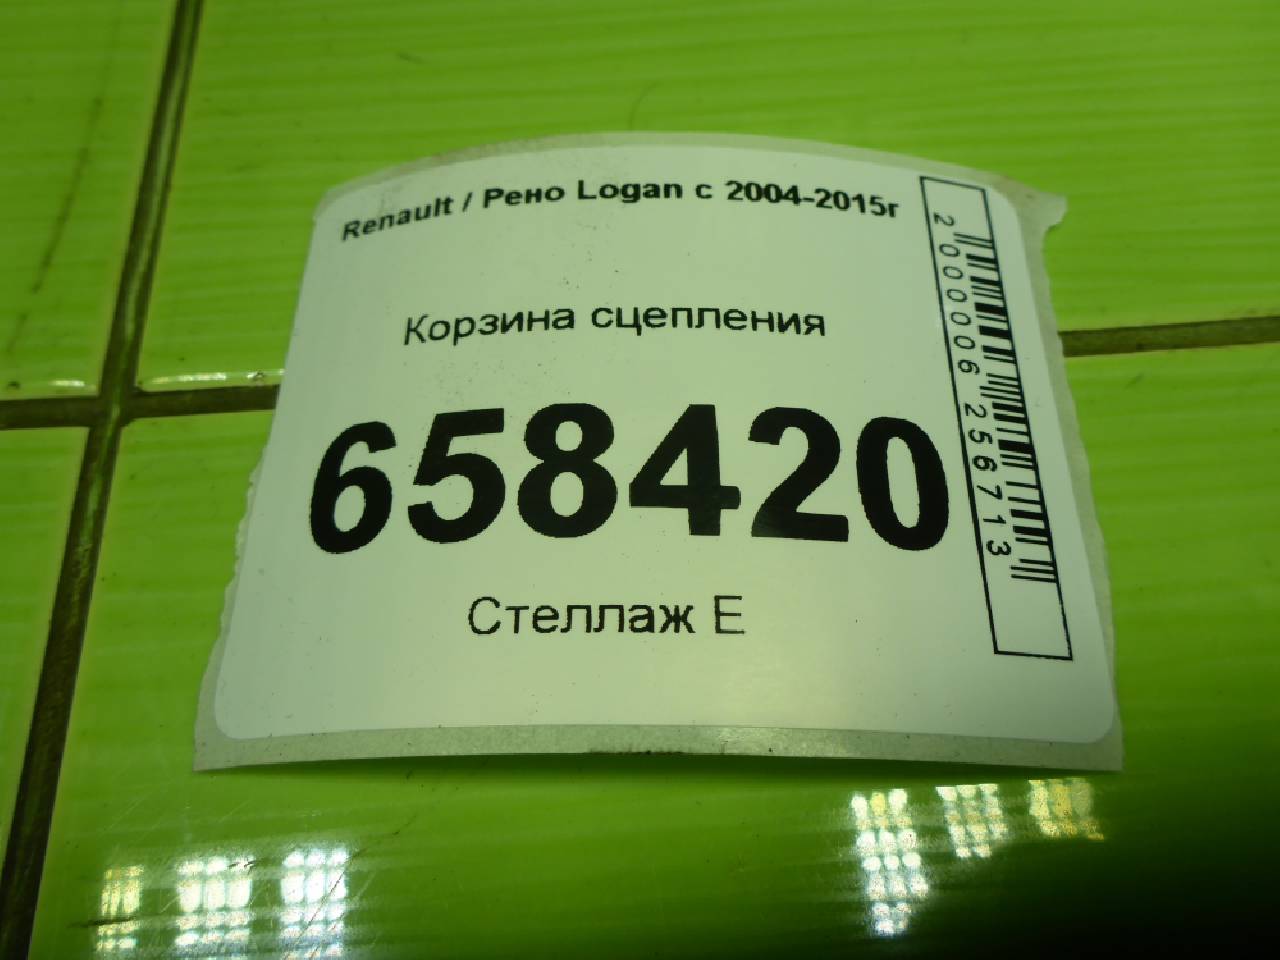 Renault / Рено Logan с 2004-2015г
Корзина сцепления
658420
Стеллаж Е
2000006256713